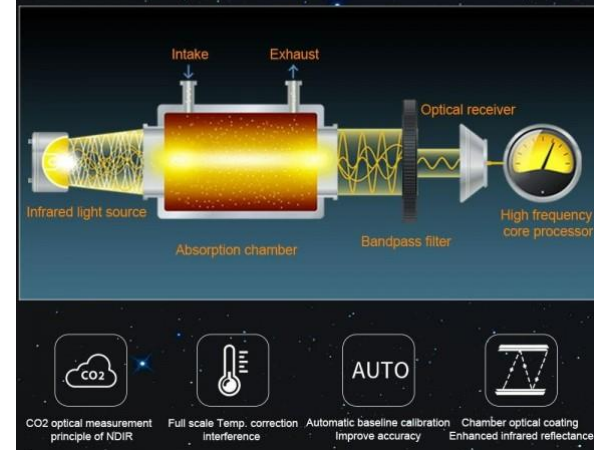 Intake
Exhaust
Optical receiver
Infrared light source
High frequency
core processor
Absorption chamber
Bandpass filter
CO2
AUTO
CO2 optical measurement
principle of NDIR
Full scale Temp. correction
interference
Automatic baseline calibration
Improve accuracy
Chamber optical coating
Enhanced infrared reflectance